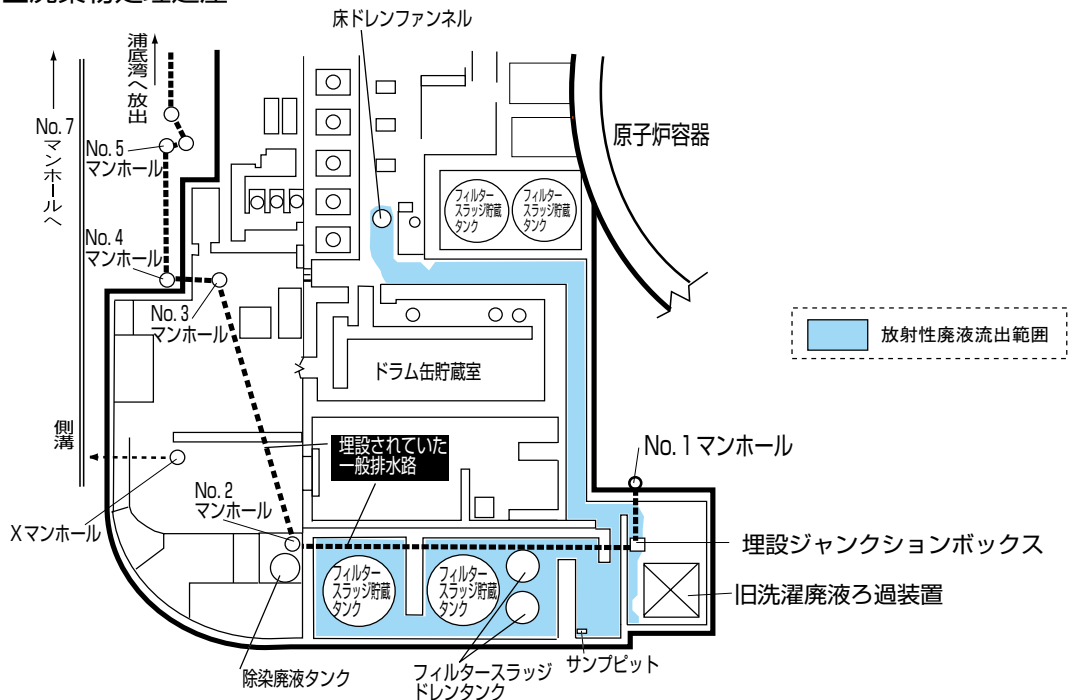 床ドレンファンネル
浦底湾へ放出
No. 7
マンホールへ
No. 5
マンホール
原子炉容器
フィルター
スラッジ貯蔵
タンク
フィルター
スラッジ貯蔵
タンク
No. 4
マンホール
No. 3
マンホール
放射性廃液流出範囲
ドラム缶貯蔵室
側溝
埋設されていた
一般排水路
No. 1マンホール
No. 2
マンホール
Xマンホール
埋設ジャンクションボックス
フィルター
スラッジ貯蔵
タンク
フィルター
スラッジ貯蔵
タンク
旧洗濯廃液ろ過装置
サンプピット
除染廃液タンク
フィルタースラッジ
ドレンタンク